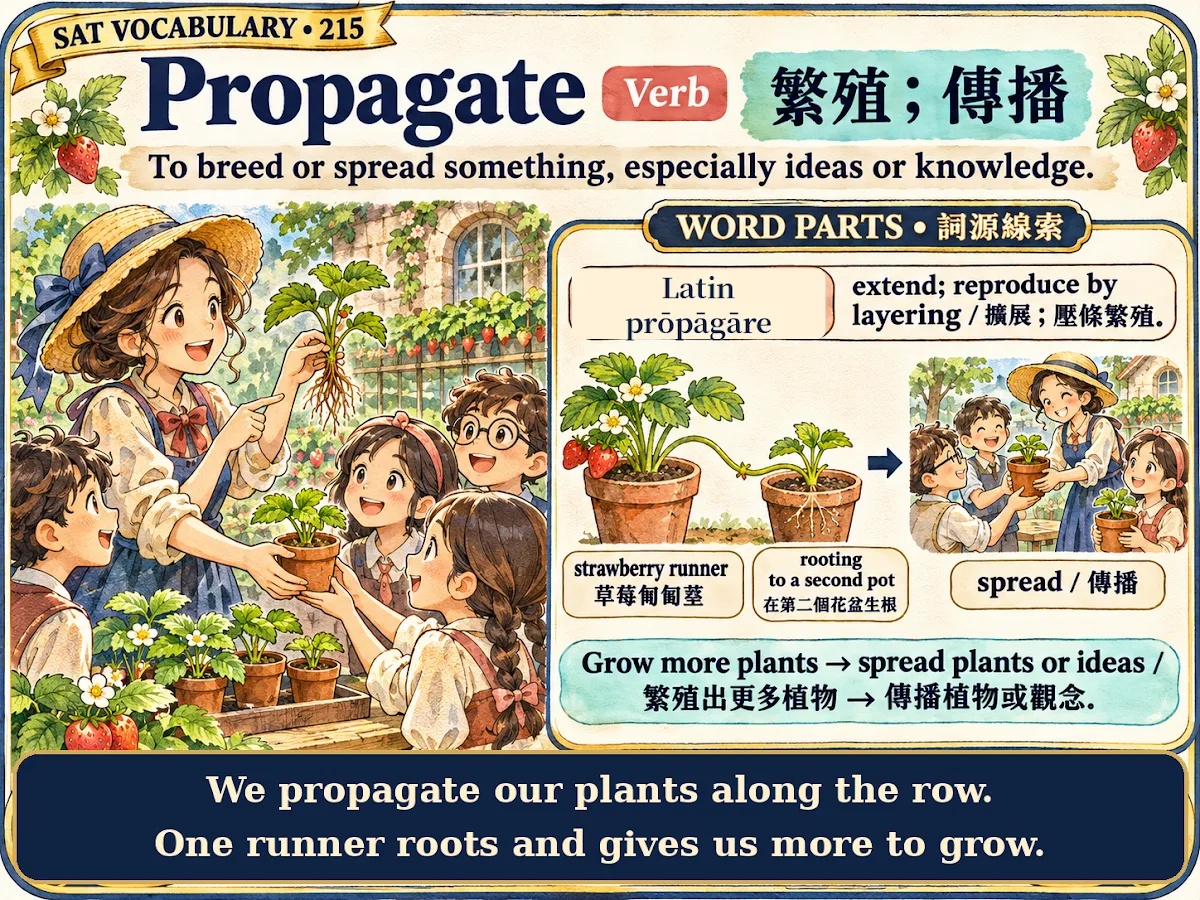 SAT VOCABULARY • 215
Propagate
Verb
繁殖；傳播
To breed or spread something, especially ideas or knowledge.
WORD PARTS • 詞源線索
Latin
prōpāgāre
extend; reproduce by
layering / 擴展；壓條繁殖.
strawberry runner
草莓匍匐莖
rooting
to a second pot
在第二個花盆生根
spread / 傳播
Grow more plants → spread plants or ideas /
繁殖出更多植物 → 傳播植物或觀念.
We propagate our plants along the row.
One runner roots and gives us more to grow.